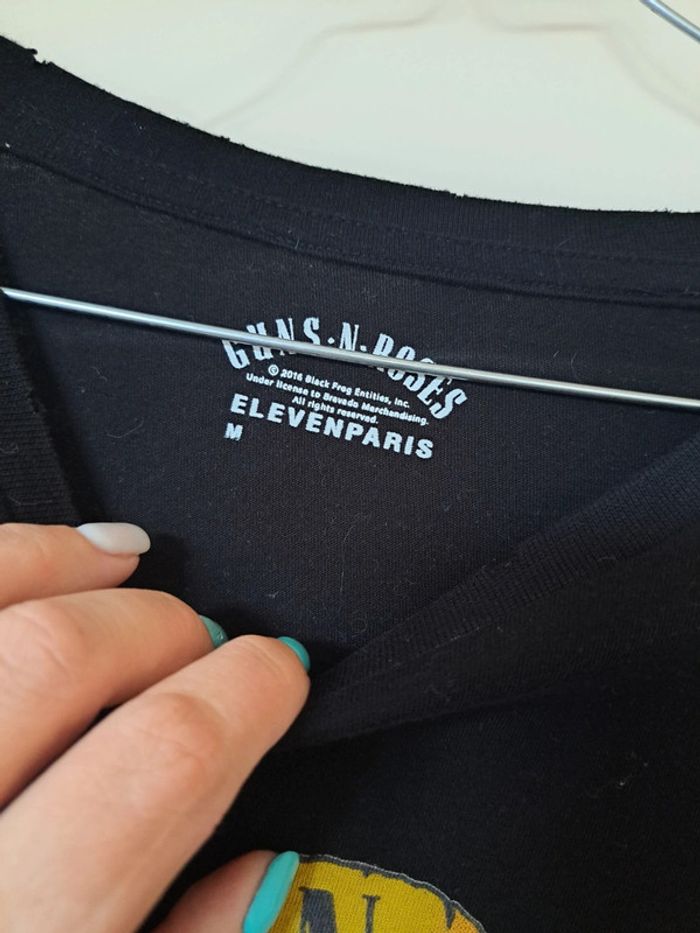 GUNS·N·ROSES
© 2016 Black Frog Entities, Inc.
Under license to Bravado Merchandising.
All rights reserved.
ELEVENPARIS
M
N